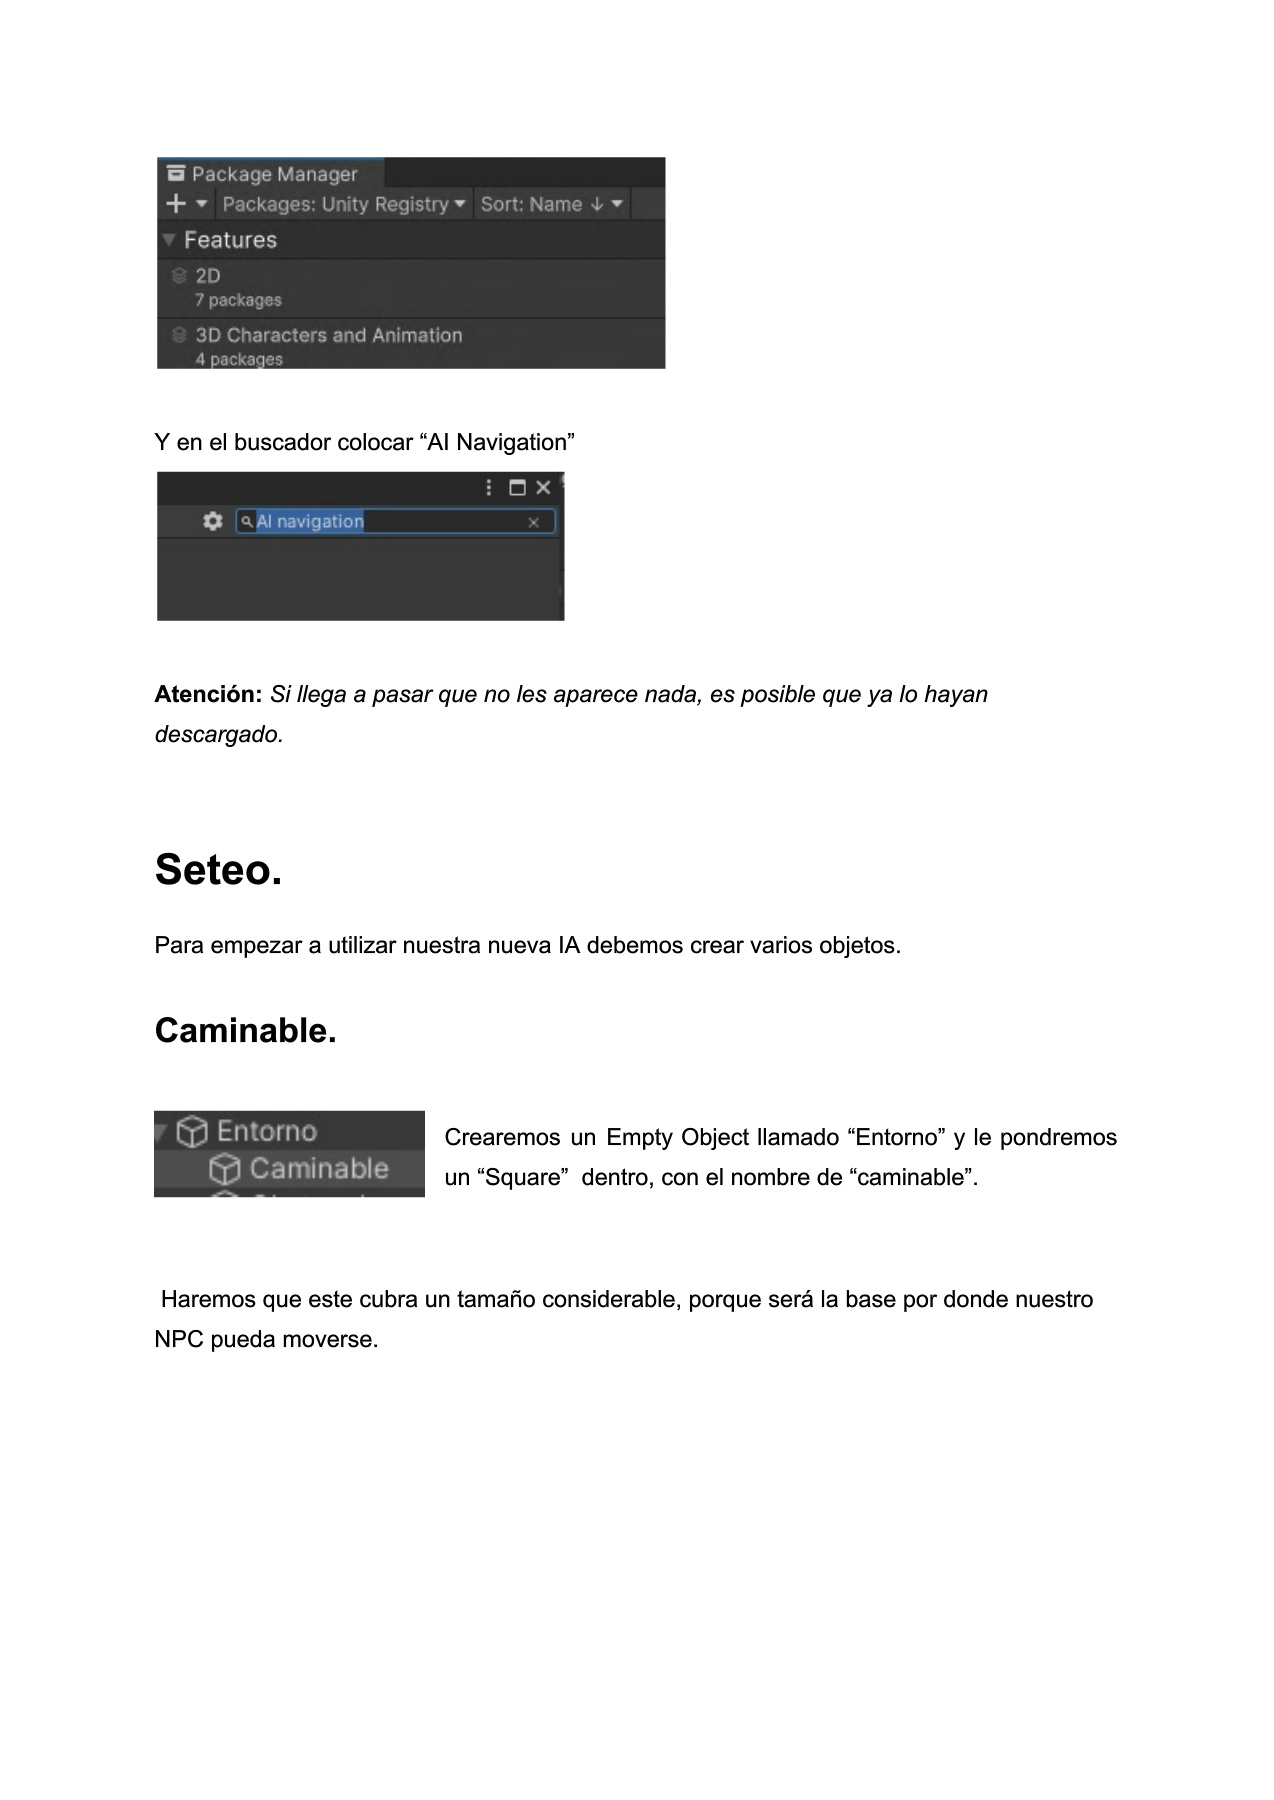 Package Manager
Packages: Unity Registry Sort: Name ↓
Features
2D
7 packages
3D Characters and Animation
4 packages
Y en el buscador colocar “AI Navigation”
AI navigation
Atención: Si llega a pasar que no les aparece nada, es posible que ya lo hayan
descargado.
Seteo.
Para empezar a utilizar nuestra nueva IA debemos crear varios objetos.
Caminable.
Entorno
Caminable
Crearemos un Empty Object llamado “Entorno” y le pondremos
un “Square”  dentro, con el nombre de “caminable”.
Haremos que este cubra un tamaño considerable, porque será la base por donde nuestro
NPC pueda moverse.